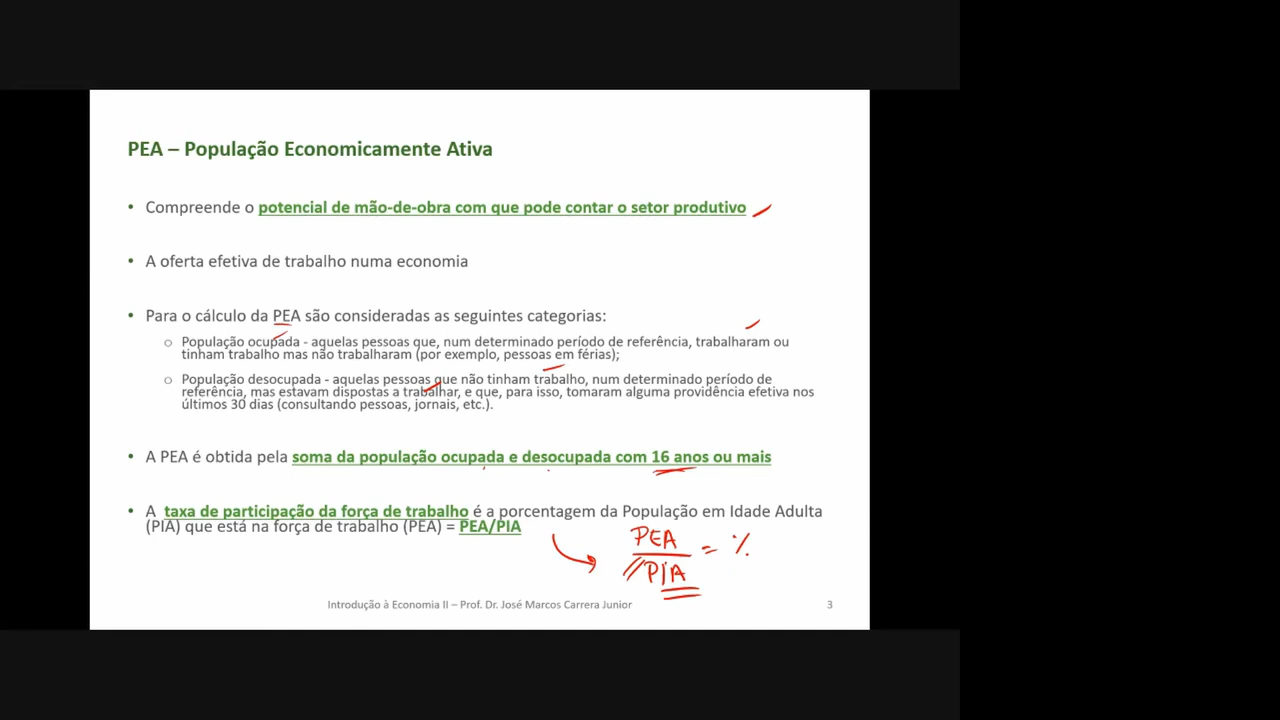 PEA – População Economicamente Ativa
• Compreende o potencial de mão-de-obra com que pode contar o setor produtivo
• A oferta efetiva de trabalho numa economia
• Para o cálculo da PEA são consideradas as seguintes categorias:
o População ocupada - aquelas pessoas que, num determinado período de referência, trabalharam ou
tinham trabalho mas não trabalharam (por exemplo, pessoas em férias);
o População desocupada - aquelas pessoas que não tinham trabalho, num determinado período de
referência, mas estavam dispostas a trabalhar, e que, para isso, tomaram alguma providência efetiva nos
últimos 30 dias (consultando pessoas, jornais, etc.).
• A PEA é obtida pela soma da população ocupada e desocupada com 16 anos ou mais
• A taxa de participação da força de trabalho é a porcentagem da População em Idade Adulta
(PIA) que está na força de trabalho (PEA) = PEA/PIA
PEA
= %
PIA
Introdução à Economia II – Prof. Dr. José Marcos Carrera Junior
3